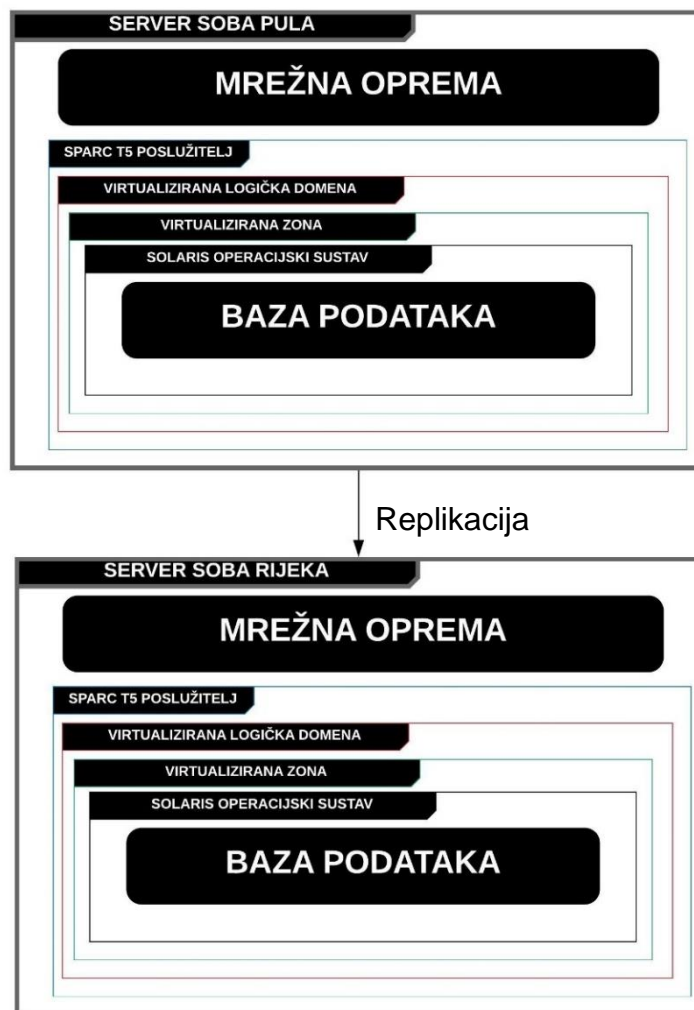 SERVER SOBA PULA
MREŽNA OPREMA
SPARC T5 POSLUŽITELJ
VIRTUALIZIRANA LOGIČKA DOMENA
VIRTUALIZIRANA ZONA
SOLARIS OPERACIJSKI SUSTAV
BAZA PODATAKA
Replikacija
SERVER SOBA RIJEKA
MREŽNA OPREMA
SPARC T5 POSLUŽITELJ
VIRTUALIZIRANA LOGIČKA DOMENA
VIRTUALIZIRANA ZONA
SOLARIS OPERACIJSKI SUSTAV
BAZA PODATAKA